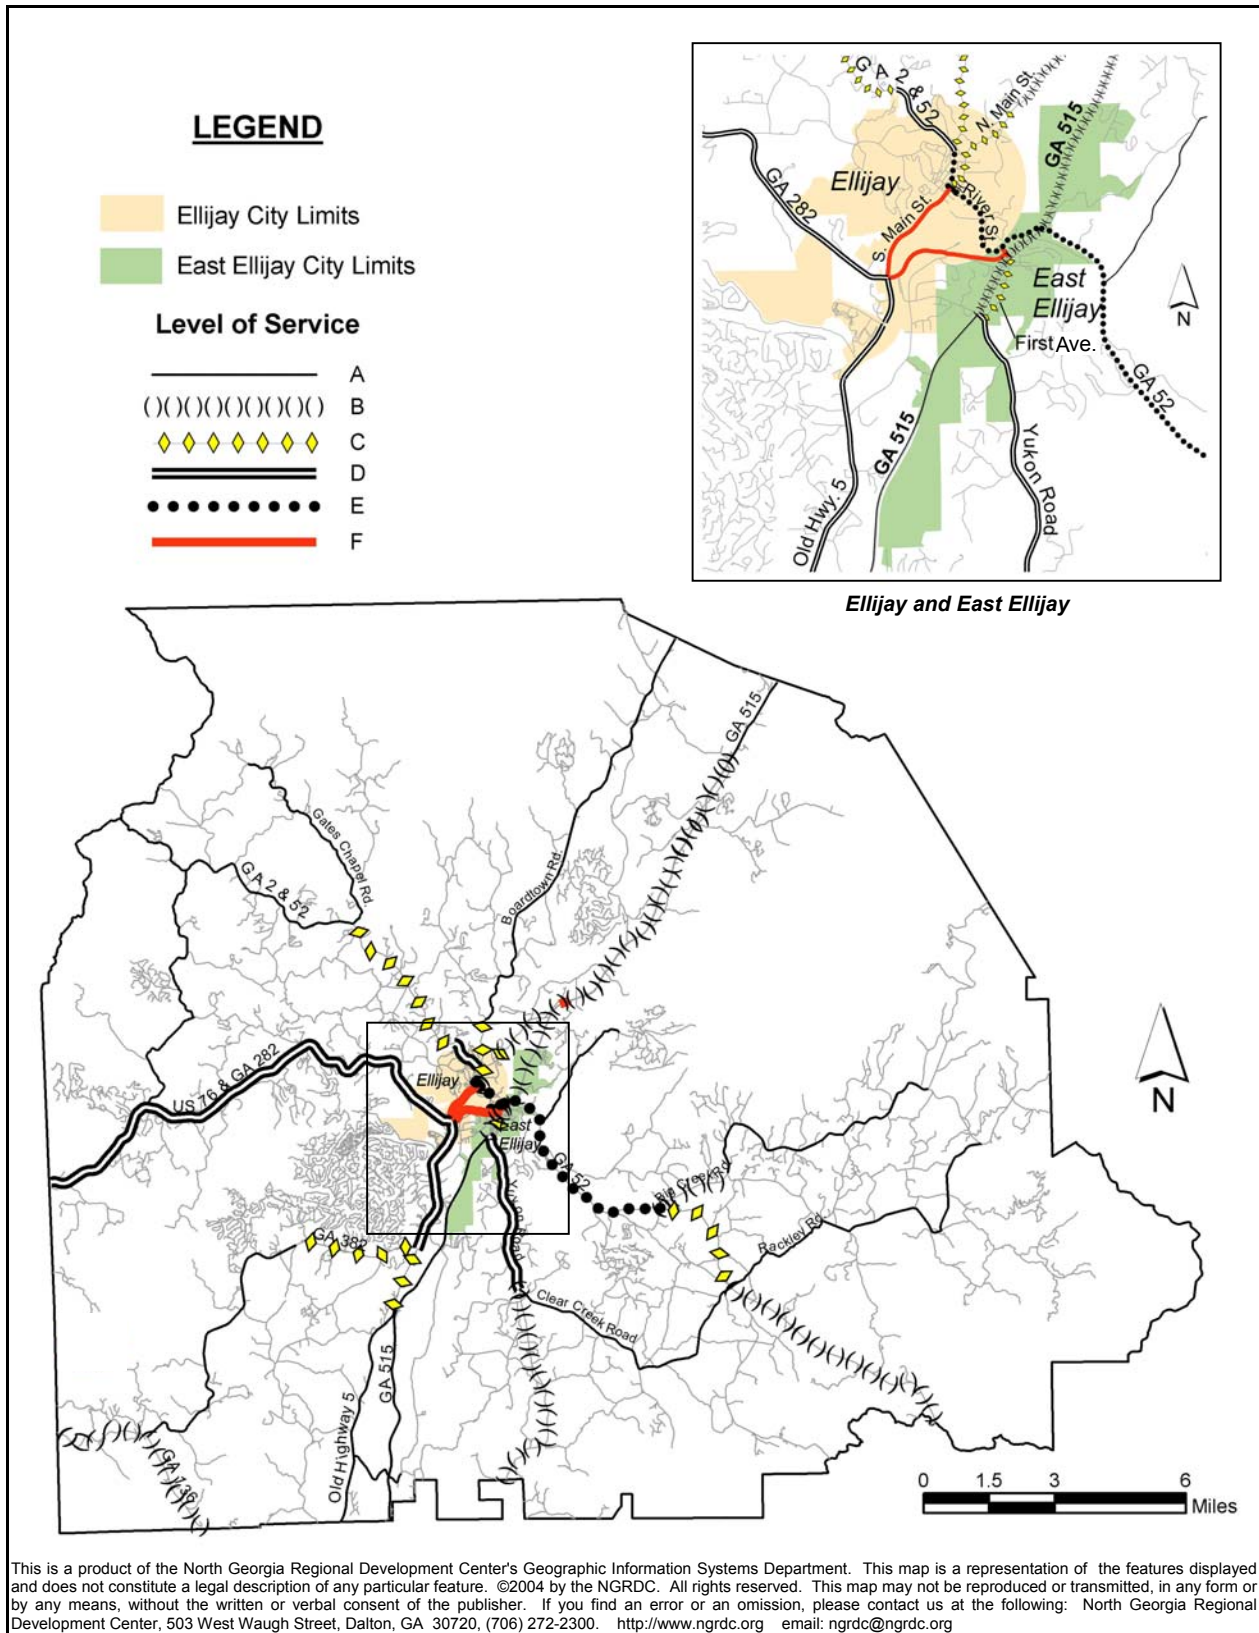 LEGEND
Ellijay City Limits
East Ellijay City Limits
Level of Service
A
()()()()()()()()() B
C
D
E
F
GA 2 & 52
N. Main St.
GA 515
GA 282
Ellijay
River St
S. Main St.
East
Ellijay
N
First Ave.
GA 52
GA 515
Yukon Road
Old Hwy. 5
Ellijay and East Ellijay
GA 515
Gates Chapel Rd.
GA 2 & 52
Boardtown Rd.
US 76 & GA 282
Ellijay
East
Ellijay
GA 52
Big Creek Rd.
N
Yukon Road
GA 382
Rackley Rd.
Clear Creek Road
GA 515
Old Highway 5
GA 136
0 1.5 3 6
Miles
This is a product of the North Georgia Regional Development Center's Geographic Information Systems Department. This map is a representation of the features displayed
and does not constitute a legal description of any particular feature. ©2004 by the NGRDC. All rights reserved. This map may not be reproduced or transmitted, in any form or
by any means, without the written or verbal consent of the publisher. If you find an error or an omission, please contact us at the following: North Georgia Regional
Development Center, 503 West Waugh Street, Dalton, GA 30720, (706) 272-2300. http://www.ngrdc.org email: ngrdc@ngrdc.org